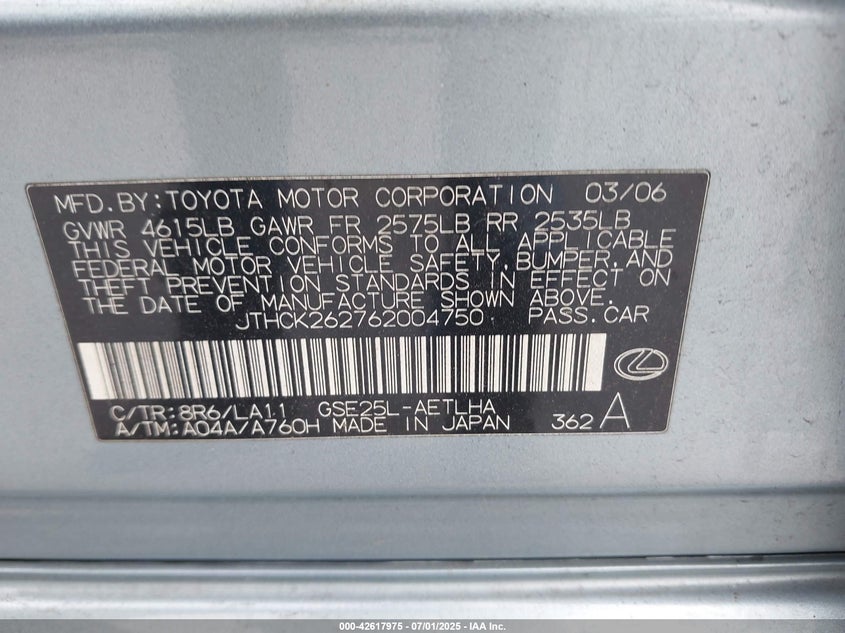 MFD.BY:TOYOTA MOTOR CORPORATION 03/06
GVWR 4615LB GAWR FR 2575LB RR 2535LB
THIS VEHICLE CONFORMS TO ALL APPLICABLE
FEDERAL MOTOR VEHICLE SAFETY,BUMPER,AND
THEFT PREVENTION STANDARDS IN EFFECT ON
THE DATE OF MANUFACTURE SHOWN ABOVE.
JTHCK262762004750 PASS.CAR
C/TR:8R6/LA11 GSE25L-AETLHA
A/TM:A04A/A760H MADE IN JAPAN 362 A
000-42617975 - 07/01/2025 - IAA Inc.